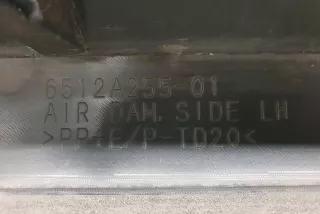 6512A255-01
AIR DAM. SIDE LH
>PP+E/P-TD20<